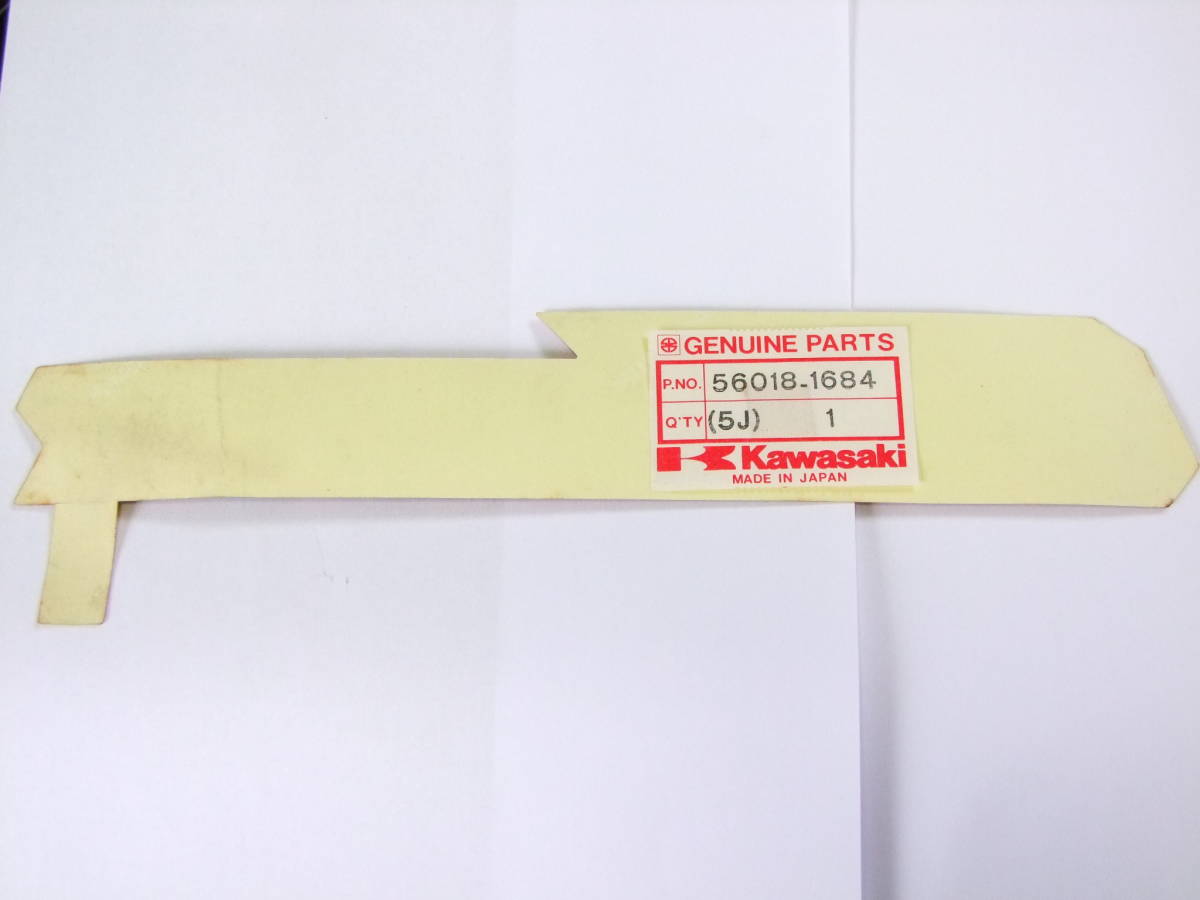 GENUINE PARTS
P.NO. 56018-1684
Q'TY (5J) 1
Kawasaki
MADE IN JAPAN